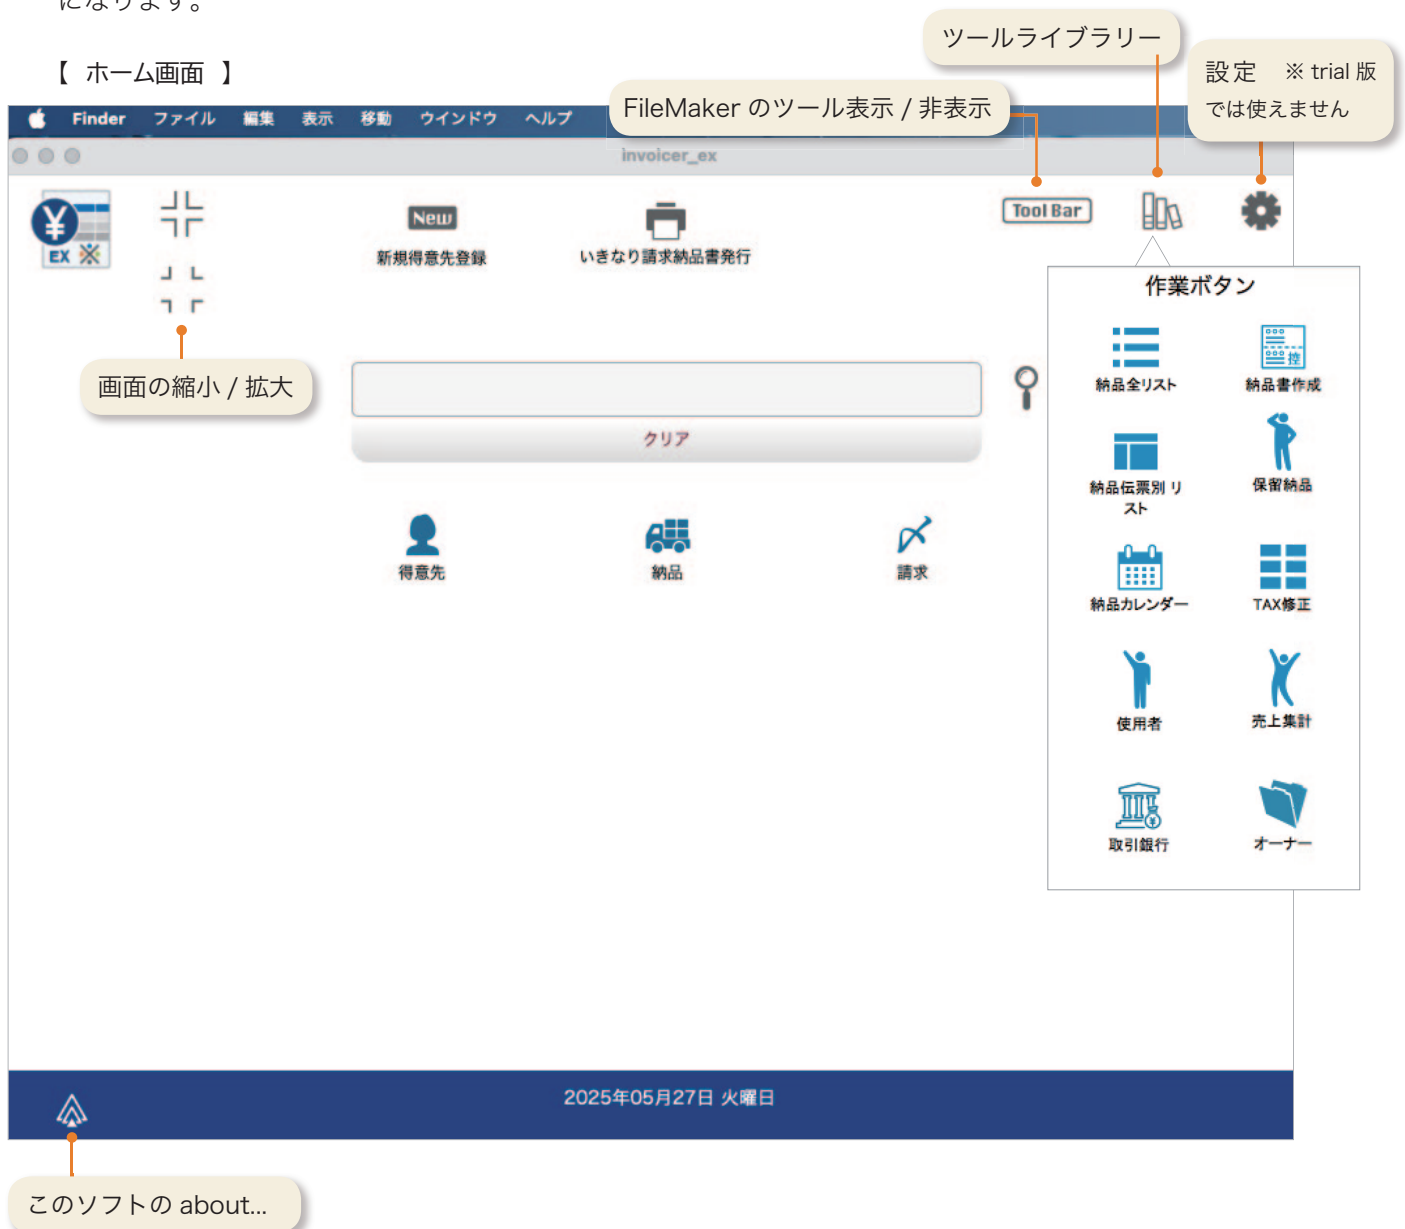 になります。
【 ホーム画面 】
ツールライブラリー
設定　※ trial 版
では使えません
FileMaker のツール表示 / 非表示
Finder ファイル 編集 表示 移動 ウインドウ ヘルプ
invoicer_ex
¥
EX ※
New
新規得意先登録
いきなり請求納品書発行
Tool Bar
作業ボタン
画面の縮小 / 拡大
クリア
得意先
納品
請求
納品全リスト
控
納品書作成
納品伝票別 リ
スト
保留納品
納品カレンダー
TAX修正
使用者
売上集計
¥
取引銀行
オーナー
2025年05月27日 火曜日
このソフトの about...